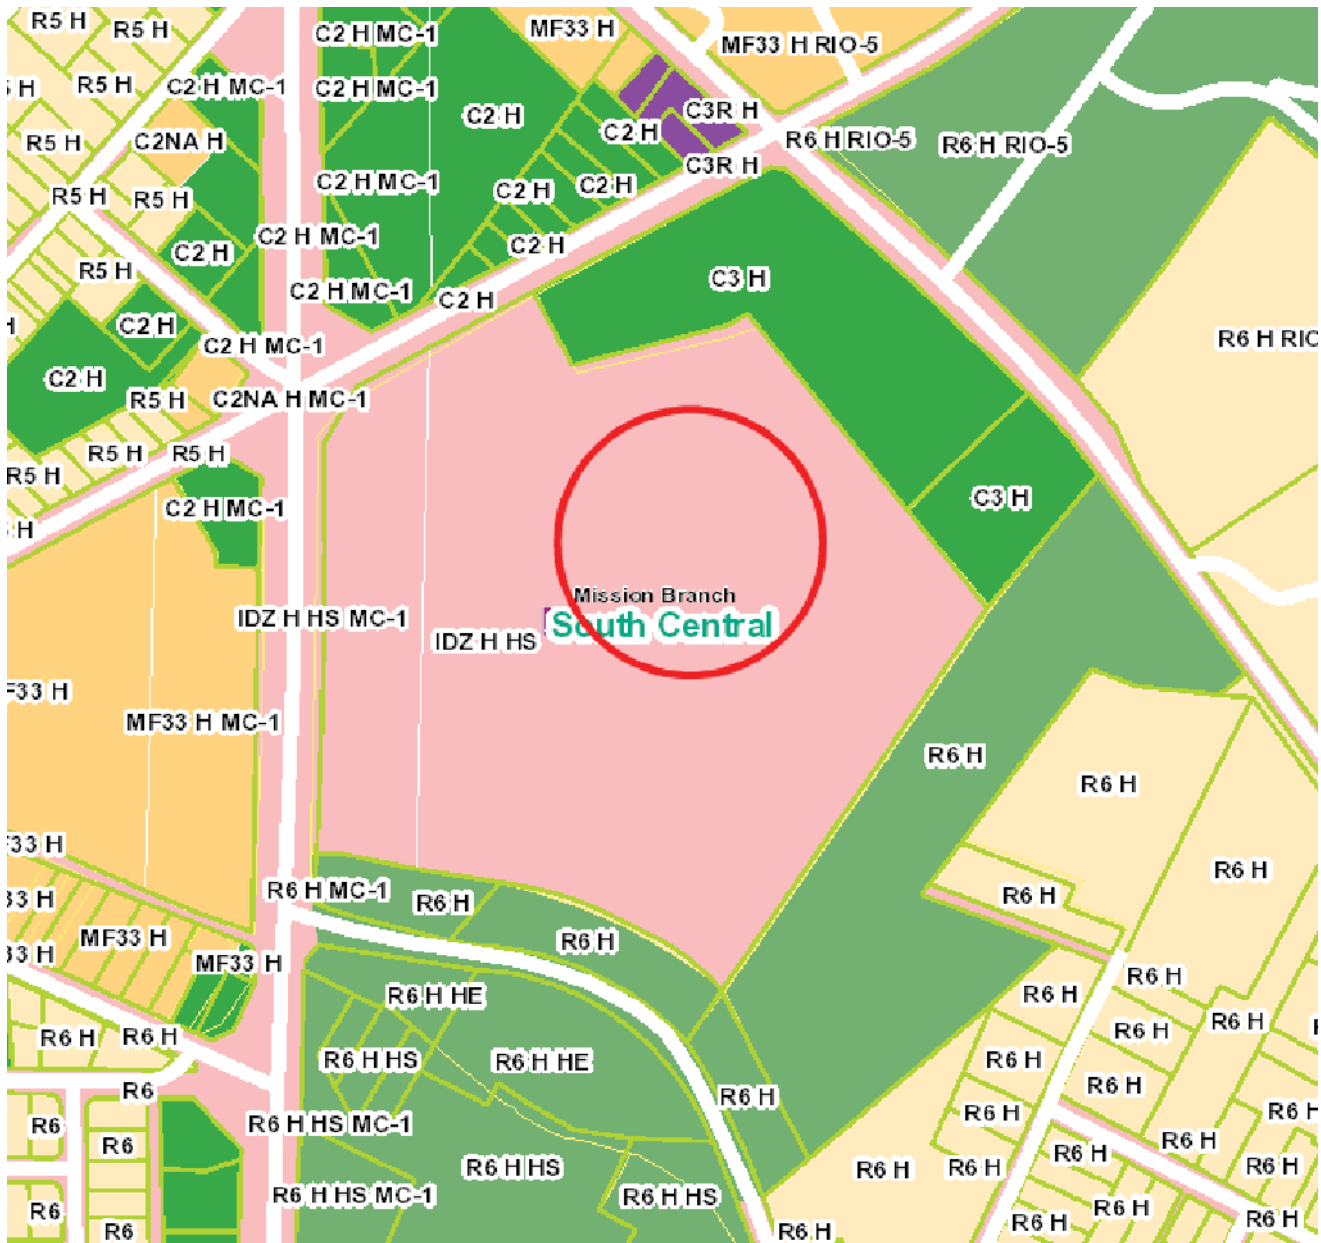 R5 H
R5 H
C2 H MC-1
MF33 H
MF33 H RIO-5
5 H
R5 H
C2 H MC-1
C2 H MC-1
C2 H
C3R H
R5 H
C2NA H
C2 H
R6 H RIO-5
R6 H RIO-5
C3R H
R5 H
R5 H
C2 H MC-1
C2 H
C2 H
C2 H MC-1
C2 H
C2 H
R5 H
C2 H MC-1
C2 H
C3 H
H
C2 H
C2 H MC-1
R6 H RIO
C2 H
R5 H
C2NA H MC-1
R5 H
R5 H
R5 H
C2 H MC-1
C3 H
H
Mission Branch
IDZ H HS MC-1
South Central
IDZ H HS
F33 H
MF33 H MC-1
R6 H
R6 H
F33 H
R6 H
R6 H MC-1
33 H
R6 H
R6 H
MF33 H
R6 H
33 H
MF33 H
R6 H
R6 H HE
R6 H
R6 H
R6 H
R6 H
R6 H
R6 H HS
R6 H HE
R6 H
R6
R6 H
R6 H
R6 H
R6 H
R6
R6 H HS MC-1
R6
R6 H
R6 H
R6 H HS
R6 H
R6 H
R6 H
R6 H HS MC-1
R6 H HS
R6
R6 H
R6 H
R6 H
R6
R6 H